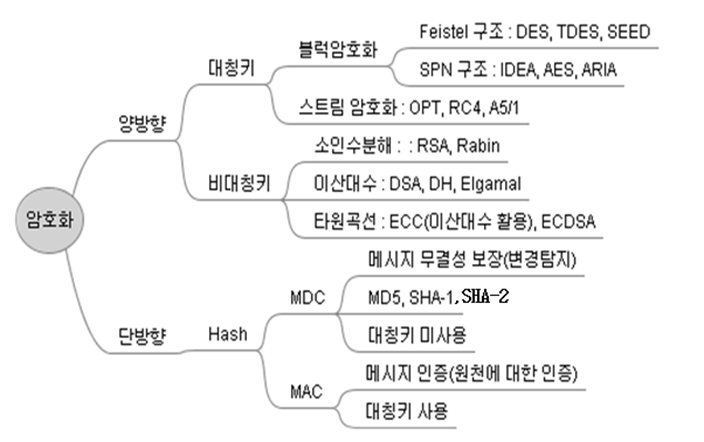 암호화
양방향
대칭키
블럭암호화
Feistel 구조 : DES, TDES, SEED
SPN 구조 : IDEA, AES, ARIA
스트림 암호화 : OPT, RC4, A5/1
비대칭키
소인수분해 : : RSA, Rabin
이산대수 : DSA, DH, Elgamal
타원곡선 : ECC(이산대수 활용), ECDSA
단방향
Hash
MDC
메시지 무결성 보장(변경탐지)
MD5, SHA-1,SHA-2
대칭키 미사용
MAC
메시지 인증(원천에 대한 인증)
대칭키 사용